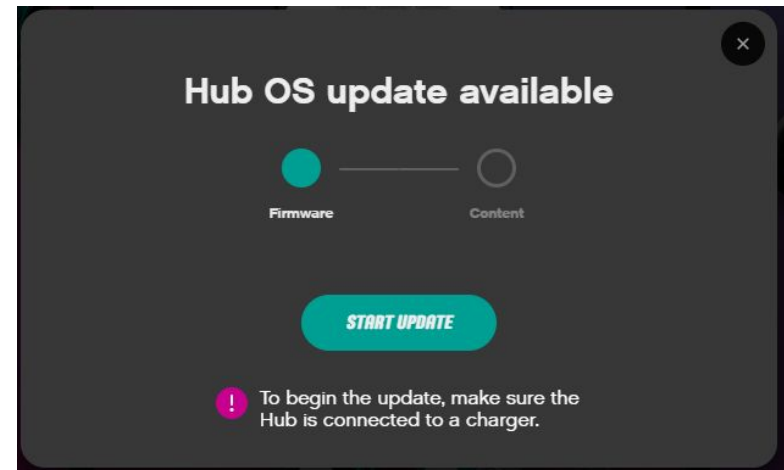 Hub OS update available
Firmware
Content
START UPDATE
! To begin the update, make sure the
Hub is connected to a charger.